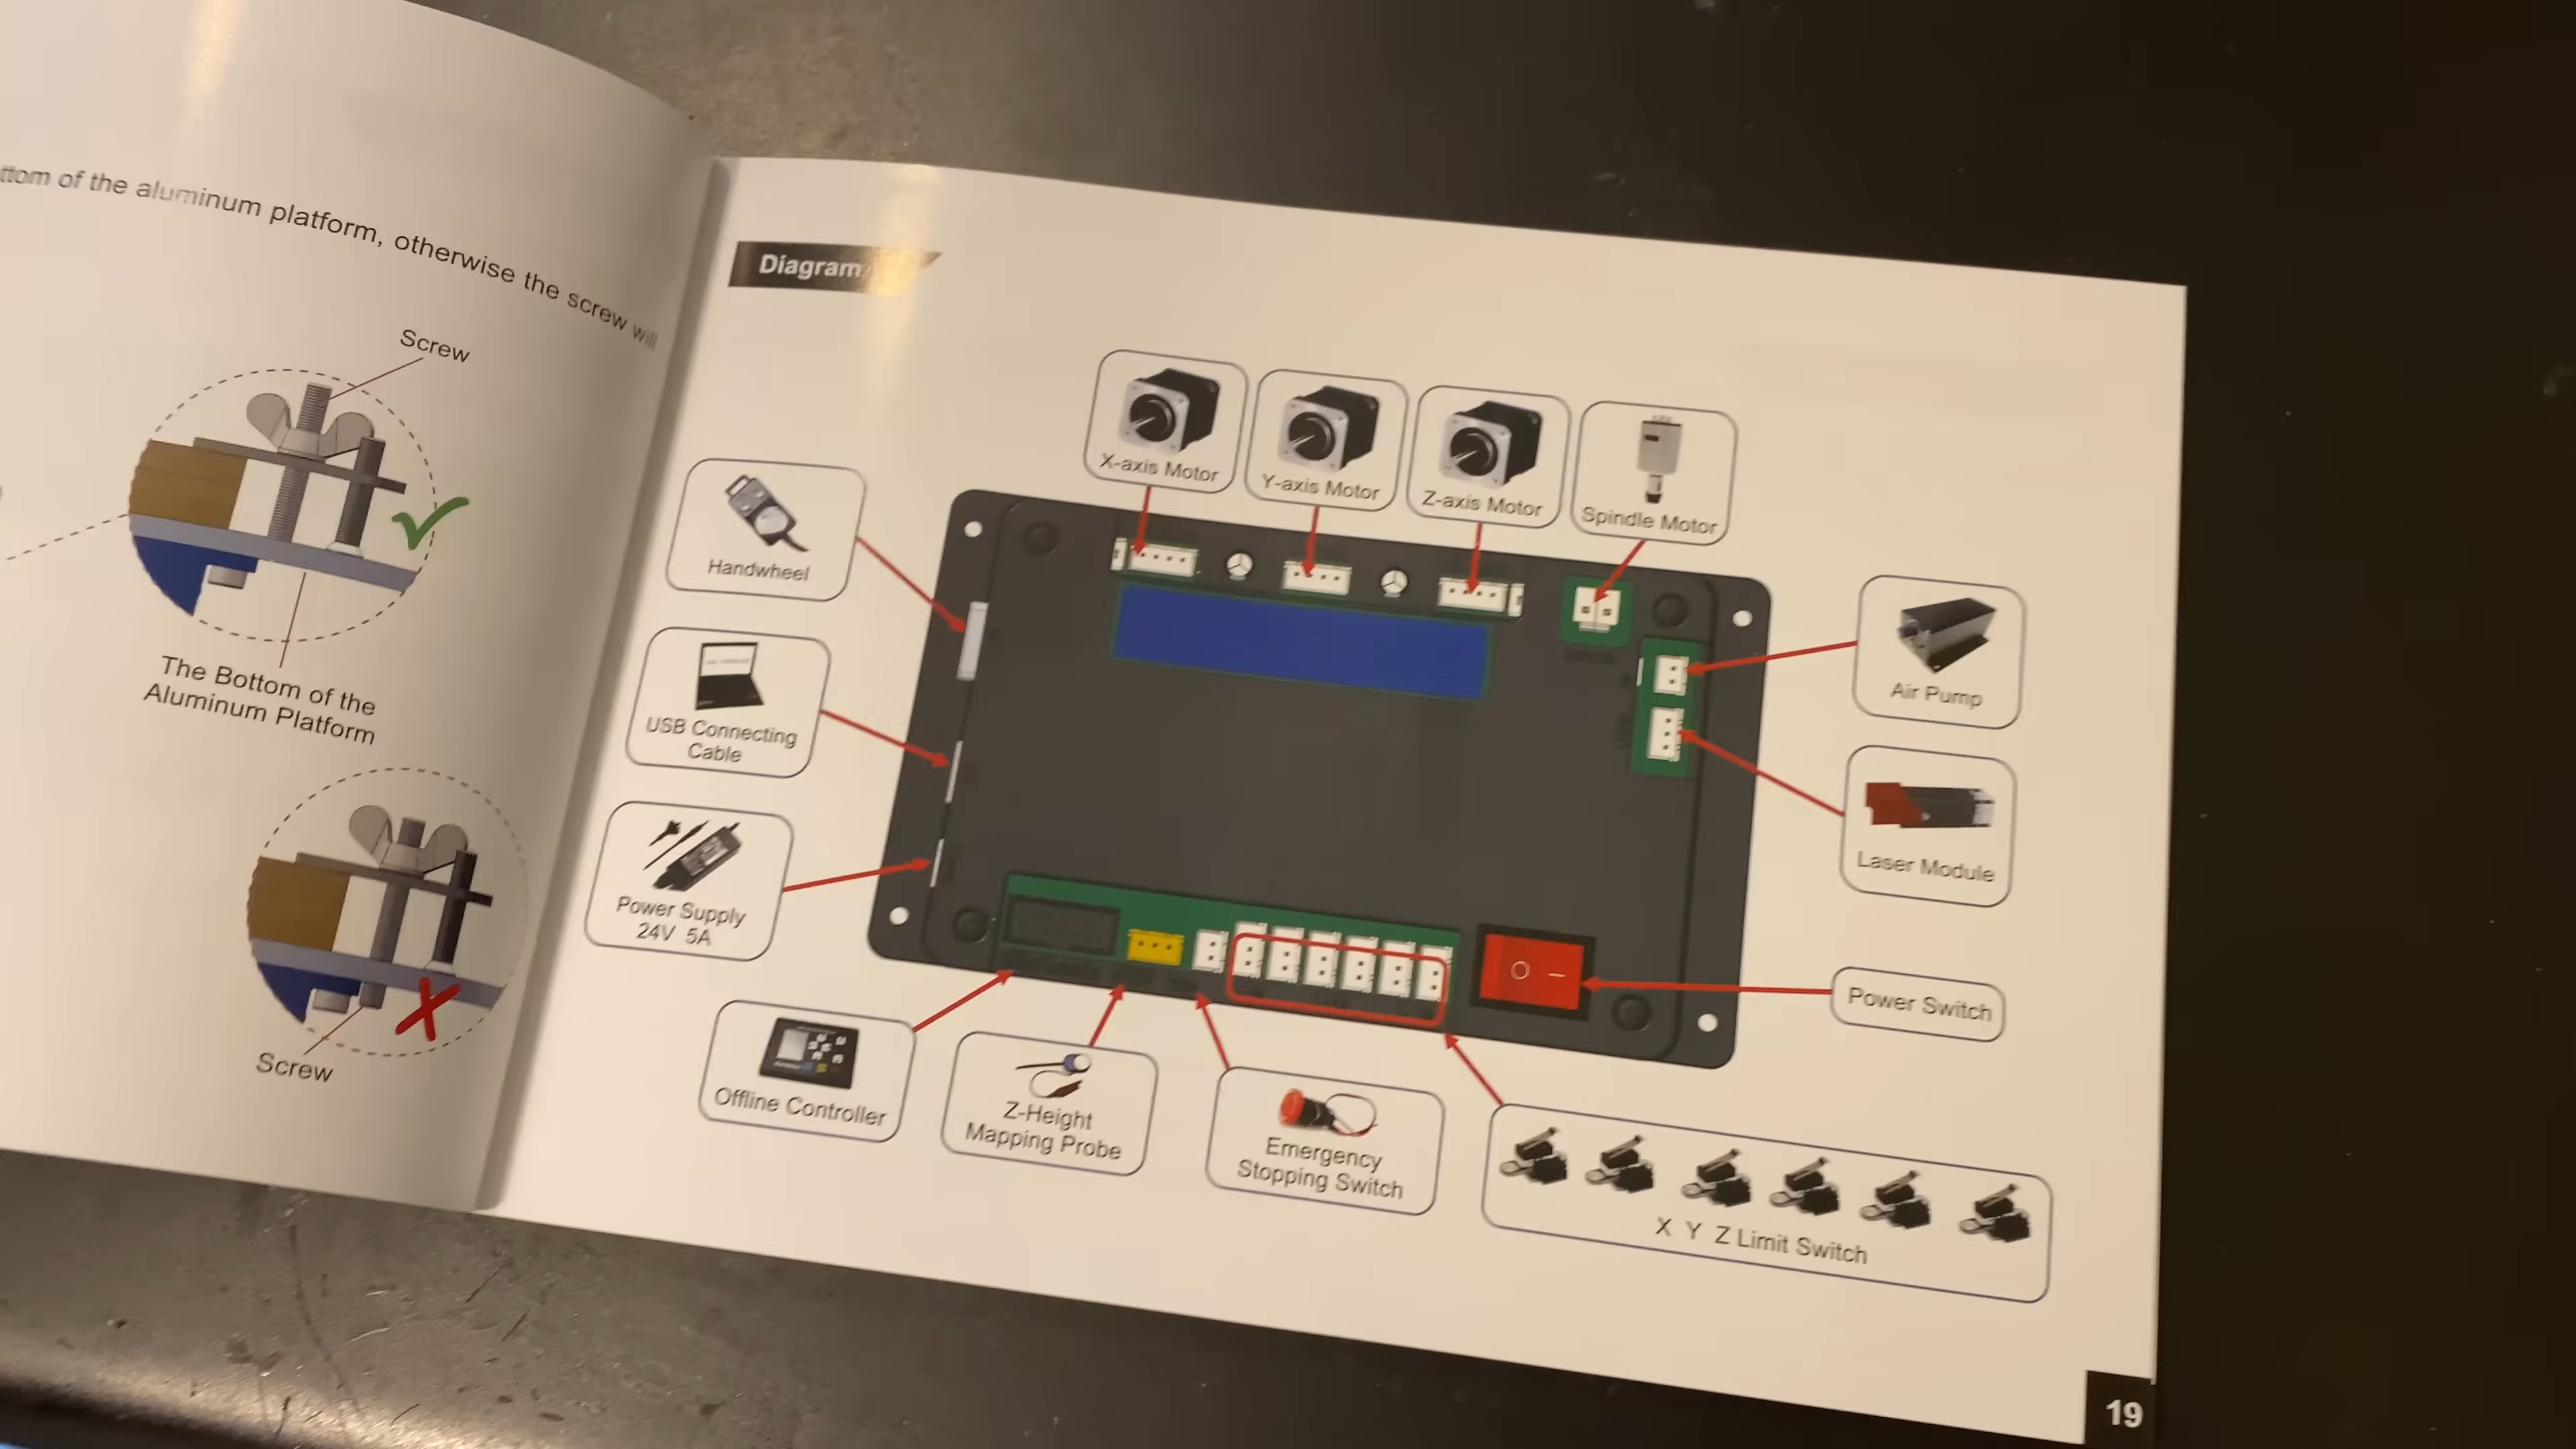 ttom of the aluminum platform, otherwise the screw will
Screw
The Bottom of the
Aluminum Platform
Screw
Diagram
X-axis Motor
Y-axis Motor
Z-axis Motor
Spindle Motor
Handwheel
USB Connecting
Cable
Power Supply
24V 5A
Air Pump
Laser Module
Power Switch
Offline Controller
Z-Height
Mapping Probe
Emergency
Stopping Switch
X Y Z Limit Switch
19